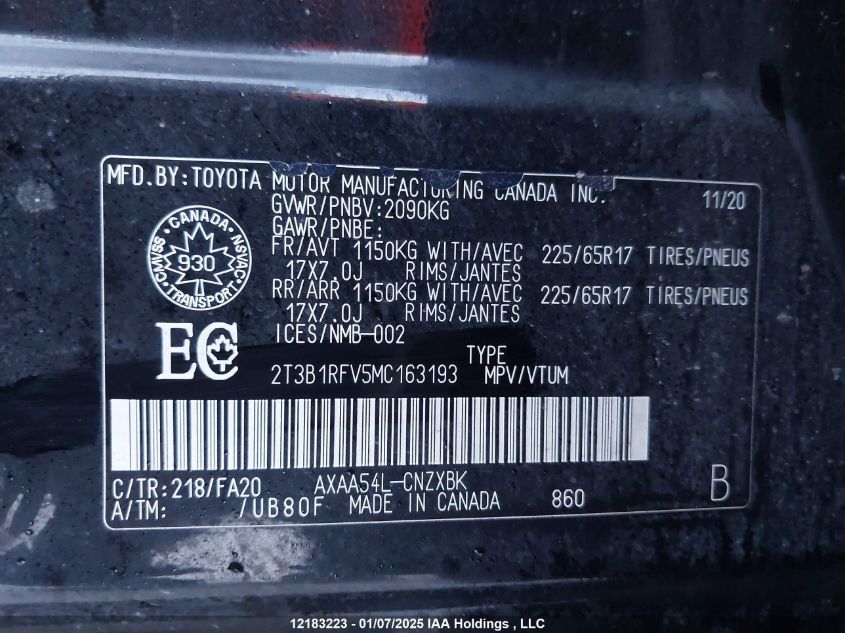 MFD.BY:TOYOTA MOTOR MANUFACTURING CANADA INC. 11/20
GVWR/PNBV:2090KG
GAWR/PNBE:
FR/AVT 1150KG WITH/AVEC 225/65R17 TIRES/PNEUS
17X7.0J RIMS/JANTES
RR/ARR 1150KG WITH/AVEC 225/65R17 TIRES/PNEUS
17X7.0J RIMS/JANTES
ICES/NMB-002
CANADA
CMVSS
NSVAC
930
TRANSPORT
EC
TYPE
2T3B1RFV5MC163193 MPV/VTUM
C/TR:218/FA20 AXAA54L-CNZXBK
A/TM: /UB80F MADE IN CANADA 860
B
12183223 - 01/07/2025 IAA Holdings , LLC